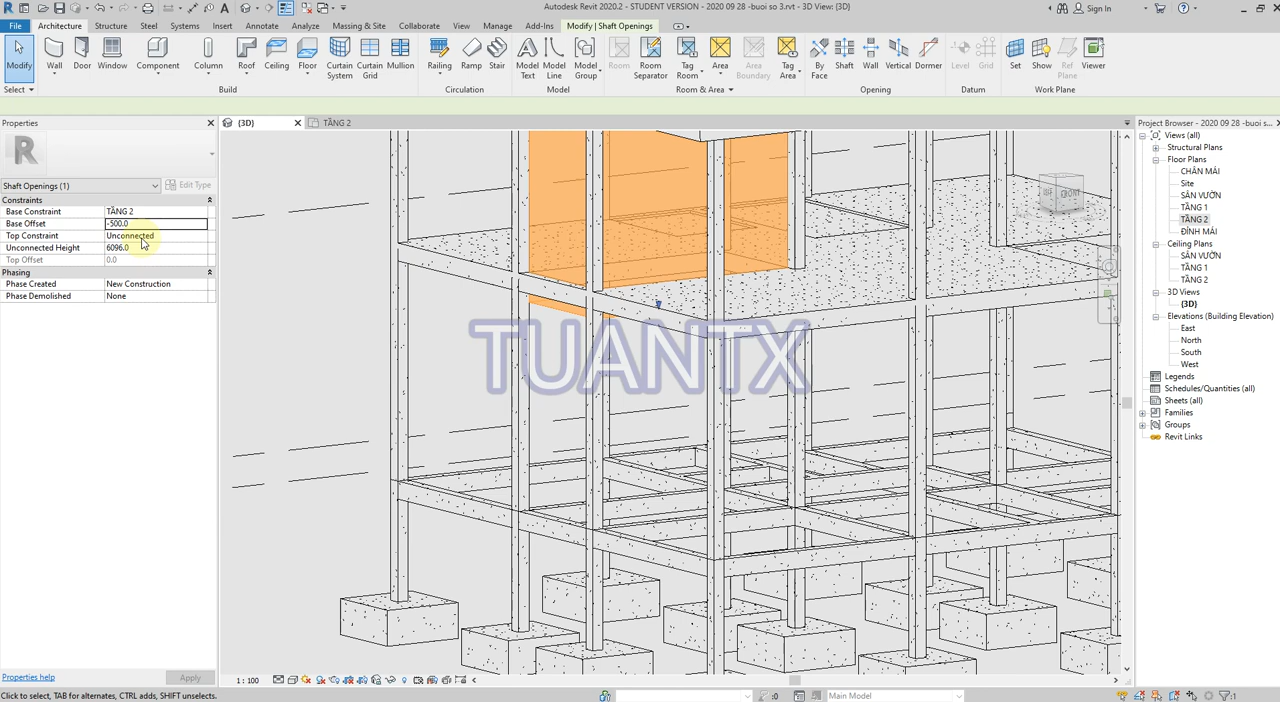 Autodesk Revit 2020.2 - STUDENT VERSION - 2020 09 28 -buoi so 3.rvt - 3D View: {3D}
Sign In
File Architecture Structure Steel Systems Insert Annotate Analyze Massing & Site Collaborate View Manage Add-Ins Modify | Shaft Openings
Modify Wall Door Window Component Column Roof Ceiling Floor Curtain System Curtain Grid Mullion Railing Ramp Stair Model Text Model Line Model Group Room Room Separator Tag Room Area Area Boundary Tag Area By Face Shaft Wall Vertical Dormer Level Grid Set Show Ref Plane Viewer
Select Build Circulation Model Room & Area Opening Datum Work Plane
Properties
{3D}
TẦNG 2
Project Browser - 2020 09 28 -buoi s...
Shaft Openings (1)
Edit Type
Constraints
Base Constraint TẦNG 2
Base Offset -500.0
Top Constraint Unconnected
Unconnected Height 6096.0
Top Offset 0.0
Phasing
Phase Created New Construction
Phase Demolished None
Properties help
Apply
FRONT
TUANTX
Views (all)
Structural Plans
Floor Plans
CHÂN MÁI
Site
SÂN VƯỜN
TẦNG 1
TẦNG 2
ĐỈNH MÁI
Ceiling Plans
SÂN VƯỜN
TẦNG 1
TẦNG 2
3D Views
{3D}
Elevations (Building Elevation)
East
North
South
West
Legends
Schedules/Quantities (all)
Sheets (all)
Families
Groups
Revit Links
1 : 100
Click to select, TAB for alternates, CTRL adds, SHIFT unselects.
:0
Main Model
:1